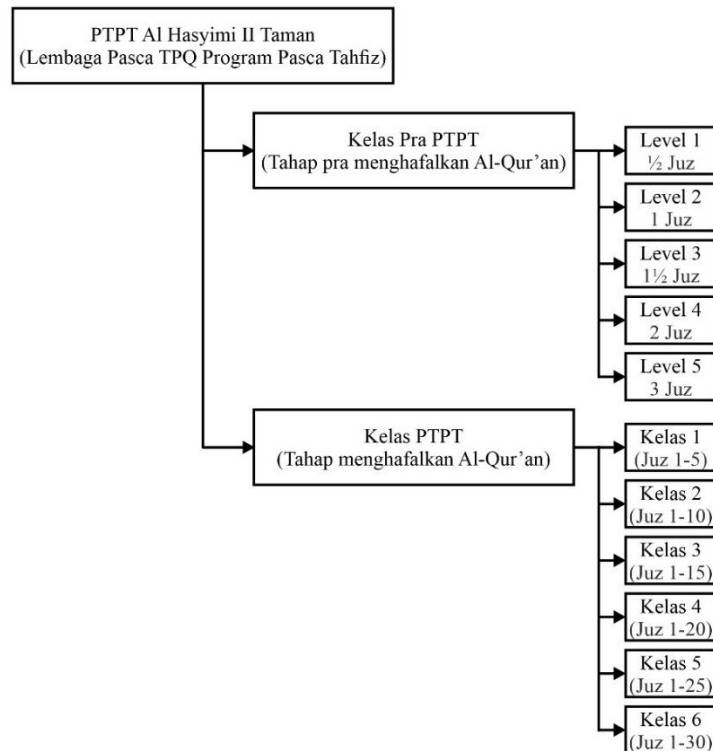 PTPT Al Hasyimi II Taman
(Lembaga Pasca TPQ Program Pasca Tahfiz)
Kelas Pra PTPT
(Tahap pra menghafalkan Al-Qur’an)
Level 1
½ Juz
Level 2
1 Juz
Level 3
1½ Juz
Level 4
2 Juz
Level 5
3 Juz
Kelas PTPT
(Tahap menghafalkan Al-Qur’an)
Kelas 1
(Juz 1-5)
Kelas 2
(Juz 1-10)
Kelas 3
(Juz 1-15)
Kelas 4
(Juz 1-20)
Kelas 5
(Juz 1-25)
Kelas 6
(Juz 1-30)